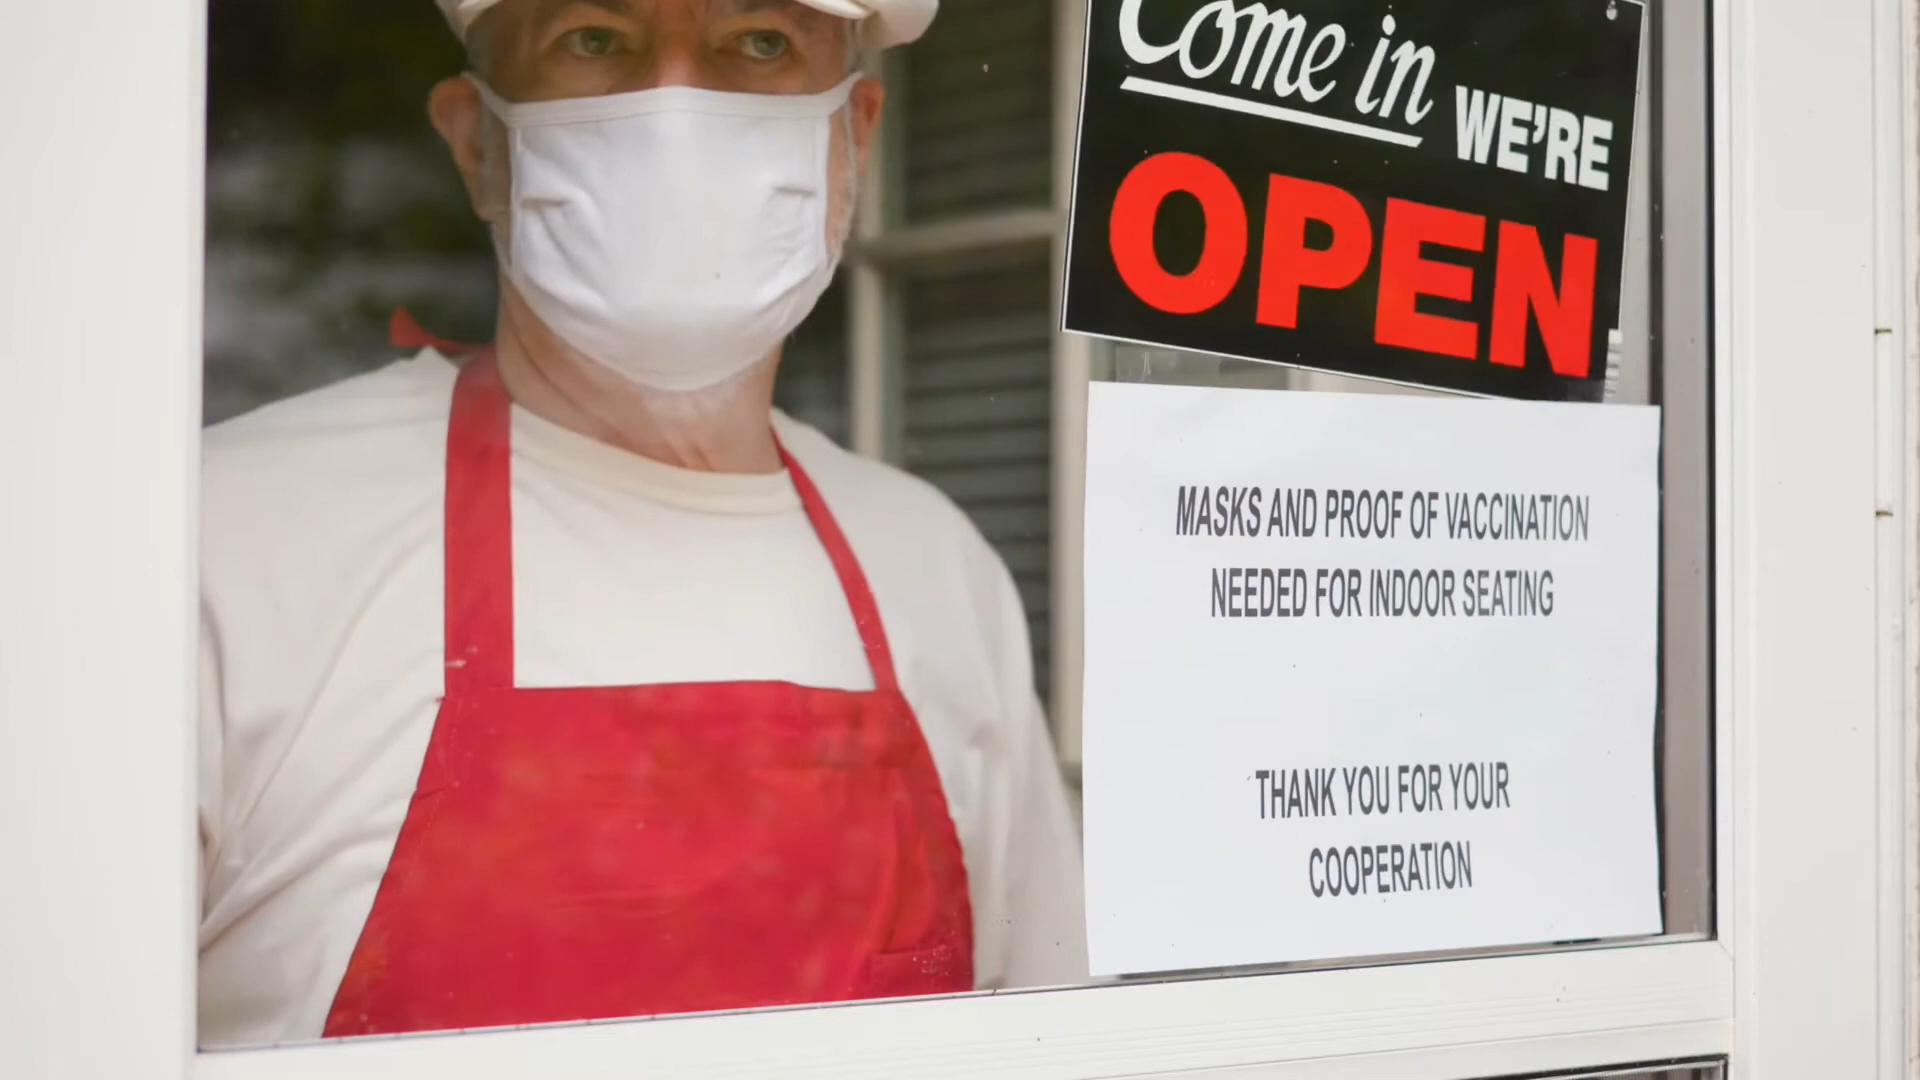 Come in WE'RE
OPEN
MASKS AND PROOF OF VACCINATION
NEEDED FOR INDOOR SEATING
THANK YOU FOR YOUR
COOPERATION